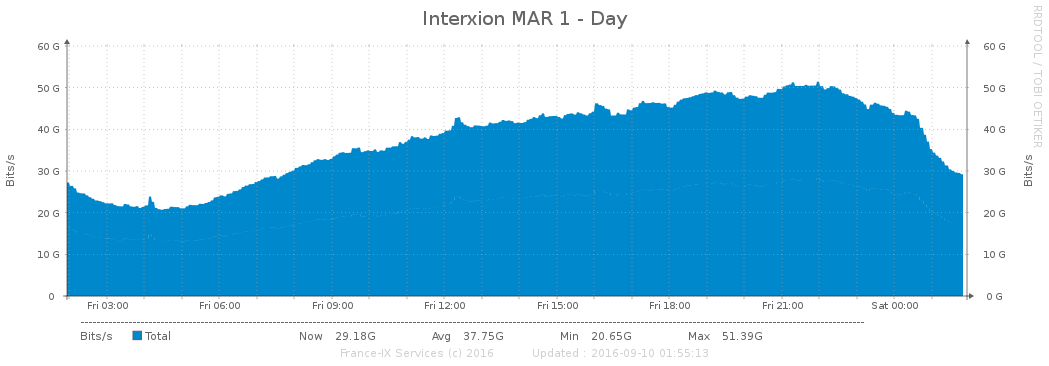 Interxion MAR 1 - Day
RRDTOOL / TOBI OETIKER
Bits/s
Bits/s
60 G 60 G
50 G 50 G
40 G 40 G
30 G 30 G
20 G 20 G
10 G 10 G
0 0 G
Fri 03:00 Fri 06:00 Fri 09:00 Fri 12:00 Fri 15:00 Fri 18:00 Fri 21:00 Sat 00:00
Bits/s Total Now 29.18G Avg 37.75G Min 20.65G Max 51.39G
France-IX Services (c) 2016 Updated : 2016-09-10 01:55:13